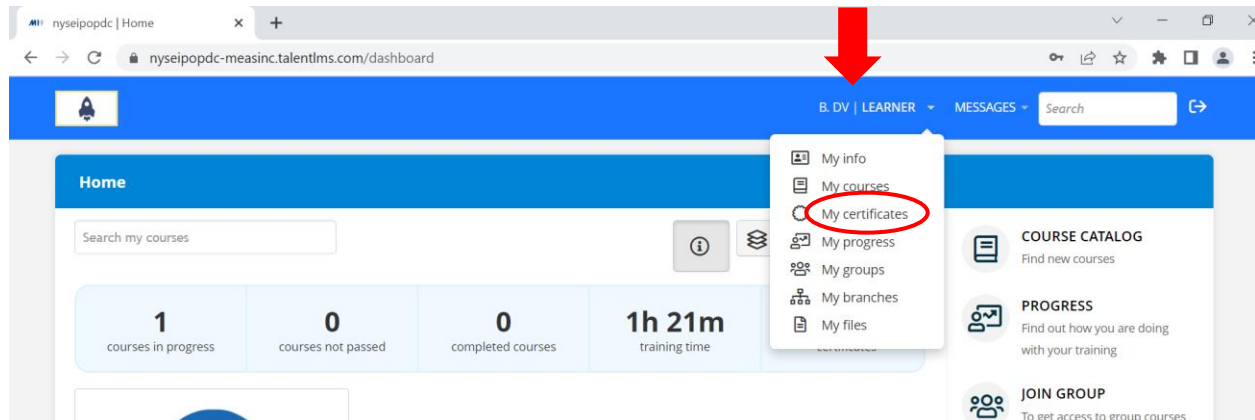 nyseipopdc | Home
nyseipopdc-measinc.talentlms.com/dashboard
B. DV | LEARNER
MESSAGES
Search
My info
My courses
My certificates
My progress
My groups
My branches
My files
Home
Search my courses
1
courses in progress
0
courses not passed
0
completed courses
1h 21m
training time
certificates
COURSE CATALOG
Find new courses
PROGRESS
Find out how you are doing
with your training
JOIN GROUP
To get access to group courses